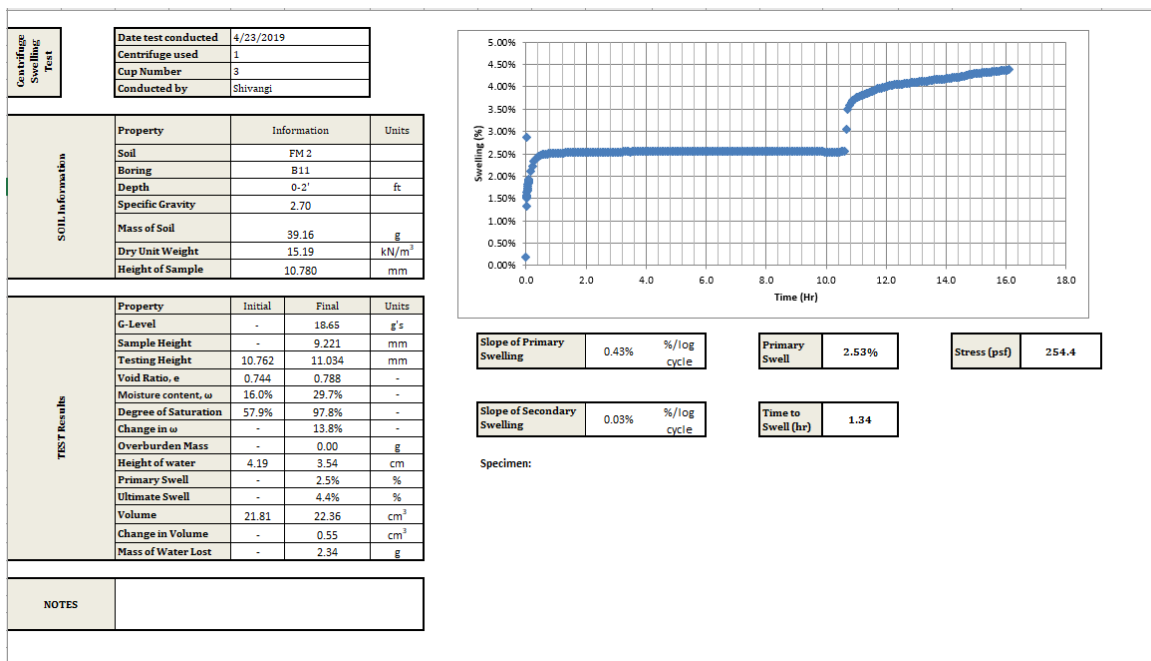 Centrifuge
Swelling
Test
Date test conducted 4/23/2019
Centrifuge used 1
Cup Number 3
Conducted by Shivangi
SOIL Information
Property Information Units
Soil FM 2
Boring B11
Depth 0-2' ft
Specific Gravity 2.70
Mass of Soil 39.16 g
Dry Unit Weight 15.19 kN/m³
Height of Sample 10.780 mm
TEST Results
Property Initial Final Units
G-Level - 18.65 g's
Sample Height - 9.221 mm
Testing Height 10.762 11.034 mm
Void Ratio, e 0.744 0.788 -
Moisture content, ω 16.0% 29.7% -
Degree of Saturation 57.9% 97.8% -
Change in ω - 13.8% -
Overburden Mass - 0.00 g
Height of water 4.19 3.54 cm
Primary Swell - 2.5% %
Ultimate Swell - 4.4% %
Volume 21.81 22.36 cm³
Change in Volume - 0.55 cm³
Mass of Water Lost - 2.34 g
NOTES
Swelling (%)
5.00%
4.50%
4.00%
3.50%
3.00%
2.50%
2.00%
1.50%
1.00%
0.50%
0.00%
0.0 2.0 4.0 6.0 8.0 10.0 12.0 14.0 16.0 18.0
Time (Hr)
Slope of Primary
Swelling
0.43%
%/log
cycle
Primary
Swell
2.53%
Stress (psf) 254.4
Slope of Secondary
Swelling
0.03%
%/log
cycle
Time to
Swell (hr)
1.34
Specimen: